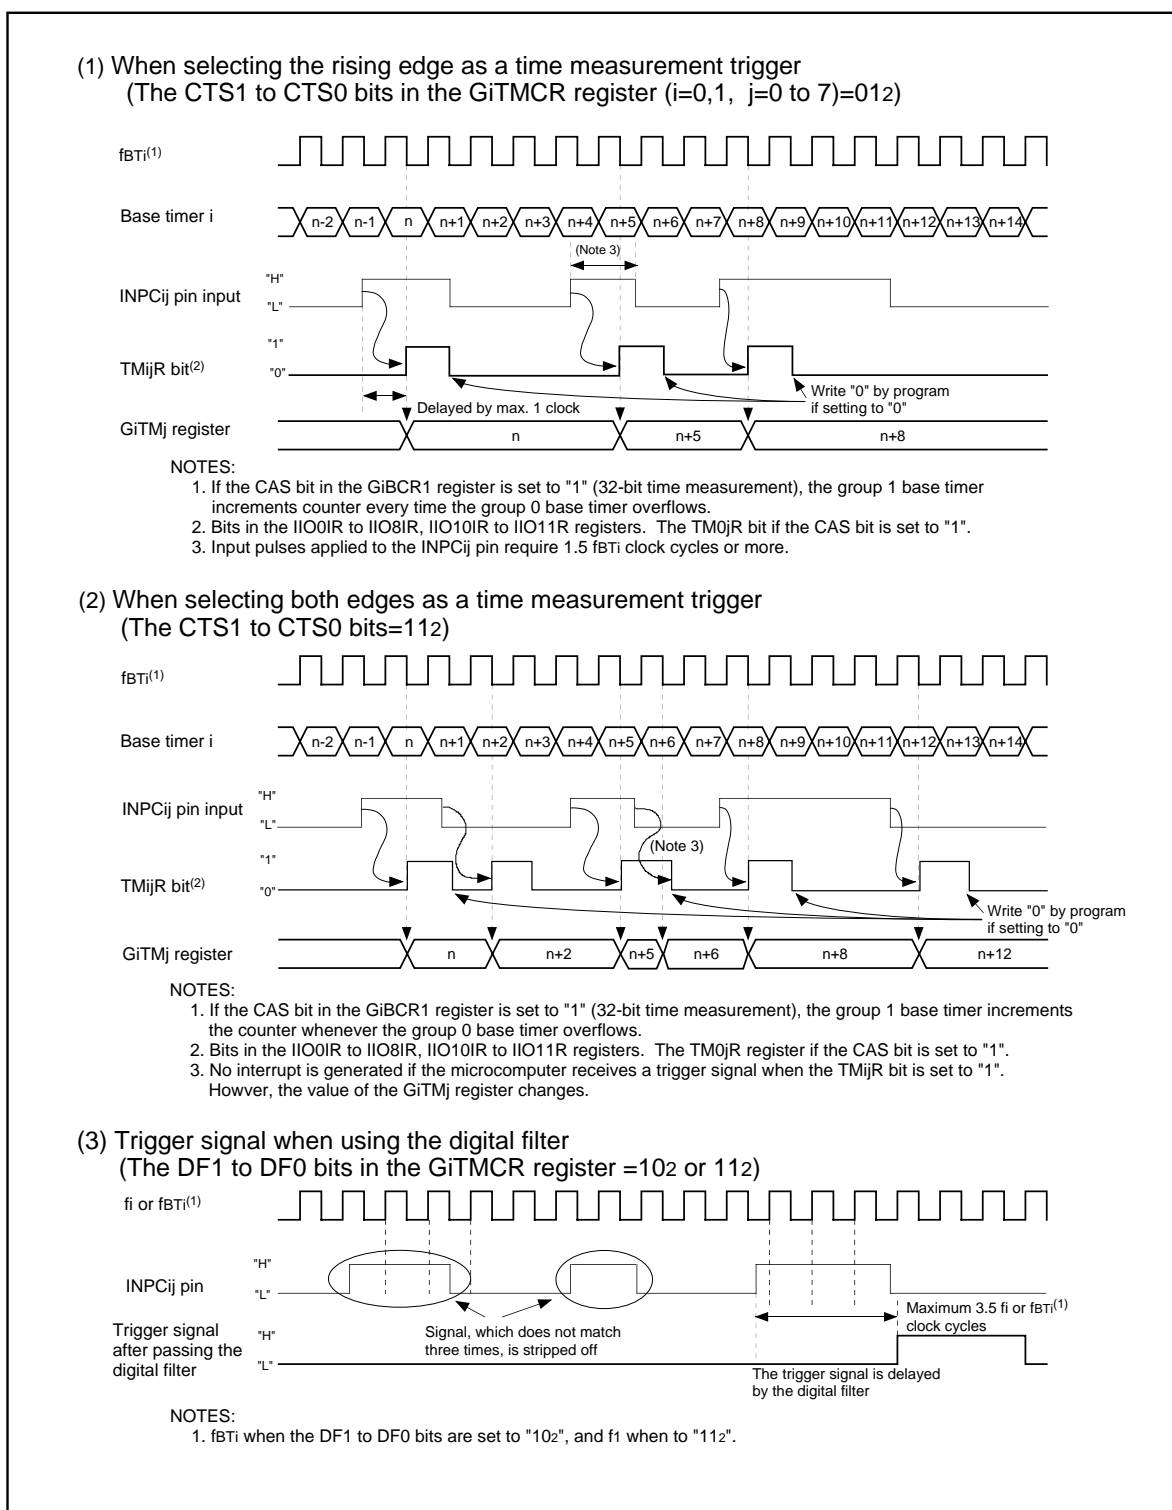 (1) When selecting the rising edge as a time measurement trigger
(The CTS1 to CTS0 bits in the GiTMCR register (i=0,1, j=0 to 7)=012)
fBTi(1)
Base timer i
n-2 n-1 n n+1 n+2 n+3 n+4 n+5 n+6 n+7 n+8 n+9 n+10 n+11 n+12 n+13 n+14
(Note 3)
INPCij pin input
"H"
"L"
TMijR bit(2)
"1"
"0"
Write "0" by program
if setting to "0"
Delayed by max. 1 clock
GiTMj register
n n+5 n+8
NOTES:
1. If the CAS bit in the GiBCR1 register is set to "1" (32-bit time measurement), the group 1 base timer
increments counter every time the group 0 base timer overflows.
2. Bits in the IIO0IR to IIO8IR, IIO10IR to IIO11R registers. The TM0jR bit if the CAS bit is set to "1".
3. Input pulses applied to the INPCij pin require 1.5 fBTi clock cycles or more.
(2) When selecting both edges as a time measurement trigger
(The CTS1 to CTS0 bits=112)
fBTi(1)
Base timer i
n-2 n-1 n n+1 n+2 n+3 n+4 n+5 n+6 n+7 n+8 n+9 n+10 n+11 n+12 n+13 n+14
INPCij pin input
"H"
"L"
(Note 3)
TMijR bit(2)
"1"
"0"
Write "0" by program
if setting to "0"
GiTMj register
n n+2 n+5 n+6 n+8 n+12
NOTES:
1. If the CAS bit in the GiBCR1 register is set to "1" (32-bit time measurement), the group 1 base timer increments
the counter whenever the group 0 base timer overflows.
2. Bits in the IIO0IR to IIO8IR, IIO10IR to IIO11R registers. The TM0jR register if the CAS bit is set to "1".
3. No interrupt is generated if the microcomputer receives a trigger signal when the TMijR bit is set to "1".
Howver, the value of the GiTMj register changes.
(3) Trigger signal when using the digital filter
(The DF1 to DF0 bits in the GiTMCR register =102 or 112)
fi or fBTi(1)
INPCij pin
"H"
"L"
Signal, which does not match
three times, is stripped off
Maximum 3.5 fi or fBTi(1)
clock cycles
Trigger signal
after passing the
digital filter
"H"
"L"
The trigger signal is delayed
by the digital filter
NOTES:
1. fBTi when the DF1 to DF0 bits are set to "102", and f1 when to "112".